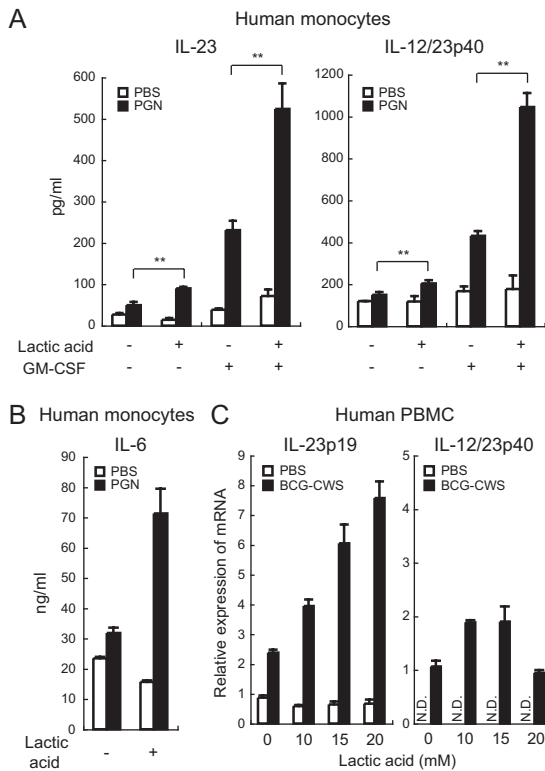 A
Human monocytes
IL-23
IL-12/23p40
PBS
PGN
PBS
PGN
pg/ml
600
500
400
300
200
100
0
1200
1000
800
600
400
200
0
**
**
**
**
Lactic acid - + - + - + - +
GM-CSF - - + + - - + +
B Human monocytes
IL-6
PBS
PGN
ng/ml
90
80
70
60
50
40
30
20
10
0
Lactic
acid
- +
C Human PBMC
IL-23p19
IL-12/23p40
PBS
BCG-CWS
PBS
BCG-CWS
Relative expression of mRNA
9
8
7
6
5
4
3
2
1
0
5
4
3
2
1
0
N.D. N.D. N.D. N.D.
0 10 15 20 0 10 15 20
Lactic acid (mM)